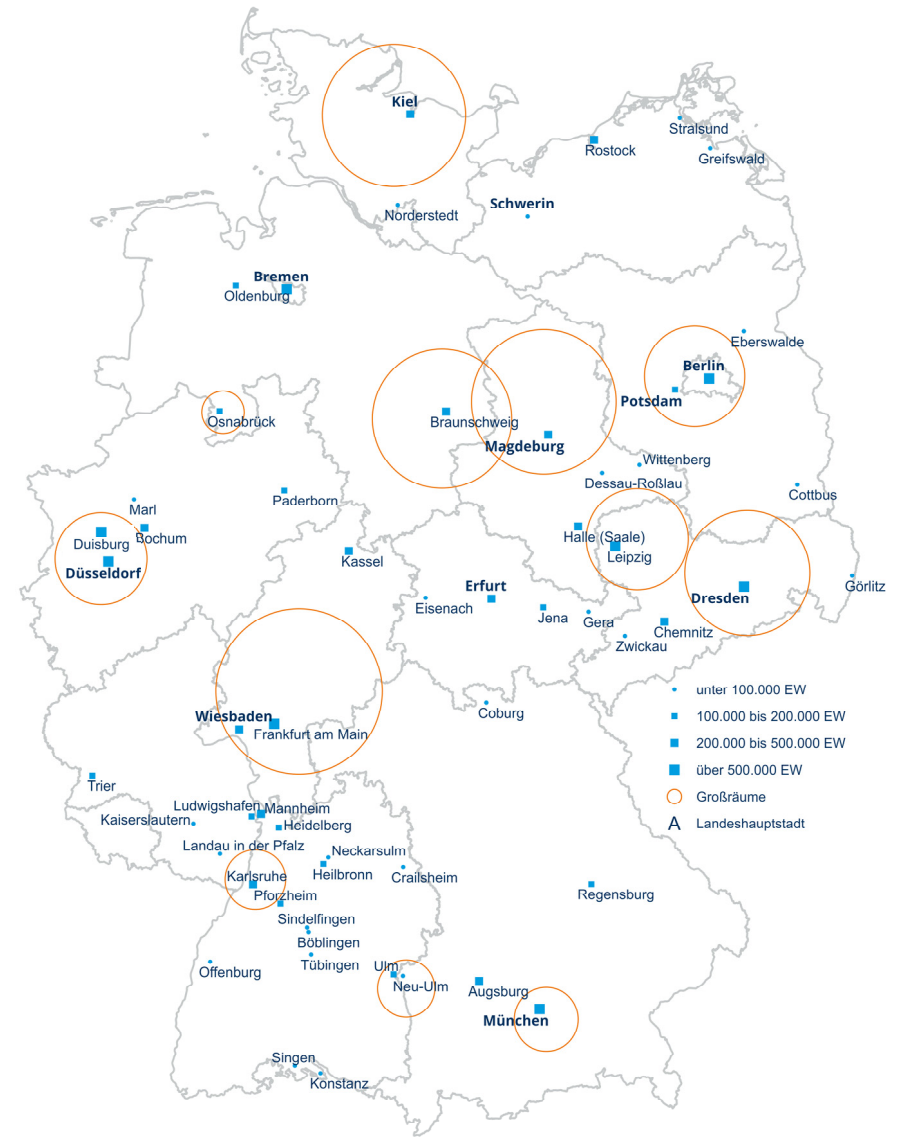 Kiel
Stralsund
Rostock
Greifswald
Schwerin
Norderstedt
Bremen
Oldenburg
Eberswalde
Berlin
Potsdam
Osnabrück
Braunschweig
Magdeburg
Wittenberg
Dessau-Roßlau
Cottbus
Paderborn
Marl
Bochum
Duisburg
Düsseldorf
Halle (Saale)
Leipzig
Kassel
Erfurt
Görlitz
Dresden
Eisenach
Jena
Gera
Chemnitz
Zwickau
Coburg
Wiesbaden
Frankfurt am Main
unter 100.000 EW
100.000 bis 200.000 EW
200.000 bis 500.000 EW
über 500.000 EW
Großräume
A Landeshauptstadt
Trier
Ludwigshafen
Mannheim
Kaiserslautern
Heidelberg
Landau in der Pfalz
Neckarsulm
Heilbronn
Crailsheim
Karlsruhe
Pforzheim
Regensburg
Sindelfingen
Böblingen
Tübingen
Offenburg
Ulm
Neu-Ulm
Augsburg
München
Singen
Konstanz